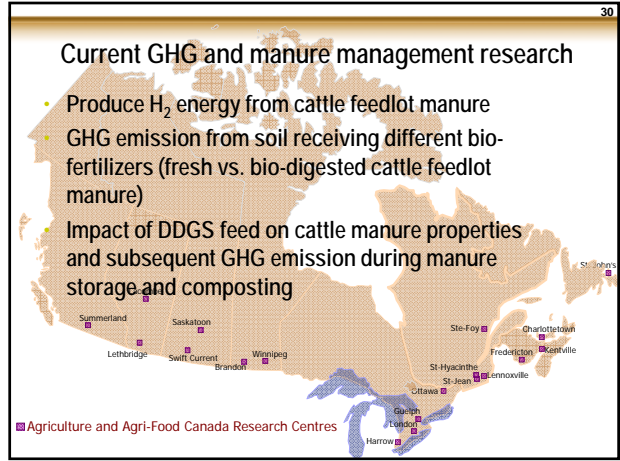 30
Current GHG and manure management research
• Produce H₂ energy from cattle feedlot manure
• GHG emission from soil receiving different bio-
fertilizers (fresh vs. bio-digested cattle feedlot
manure)
• Impact of DDGS feed on cattle manure properties
and subsequent GHG emission during manure
storage and composting
St. John's
Summerland
Saskatoon
Ste-Foy
Charlottetown
Lethbridge
Swift Current
Brandon
Winnipeg
Fredericton
Kentville
St-Hyacinthe
St-Jean
Lennoxville
Ottawa
Guelph
London
Harrow
Agriculture and Agri-Food Canada Research Centres